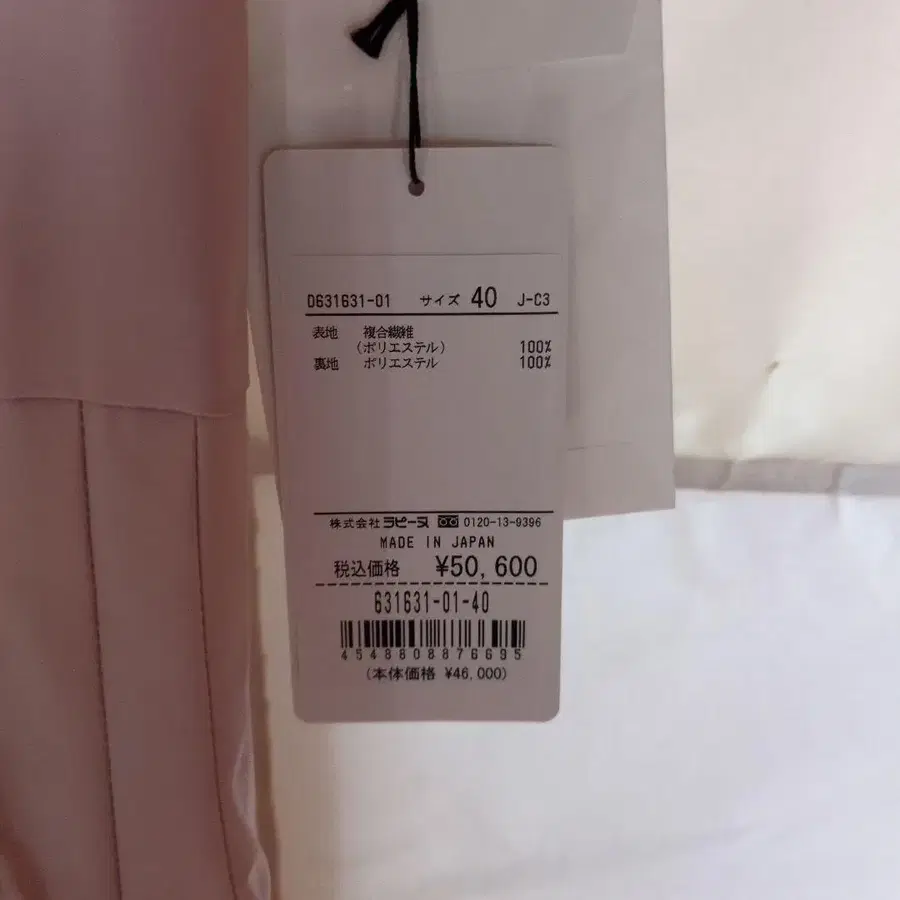 D631631-01 サイズ 40 J-C3
表地 複合繊維
(ポリエステル) 100%
裏地 ポリエステル 100%
株式会社 ラピーヌ 0120-13-9396
MADE IN JAPAN
税込価格 ¥50,600
631631-01-40
4548808876695
(本体価格 ¥46,000)